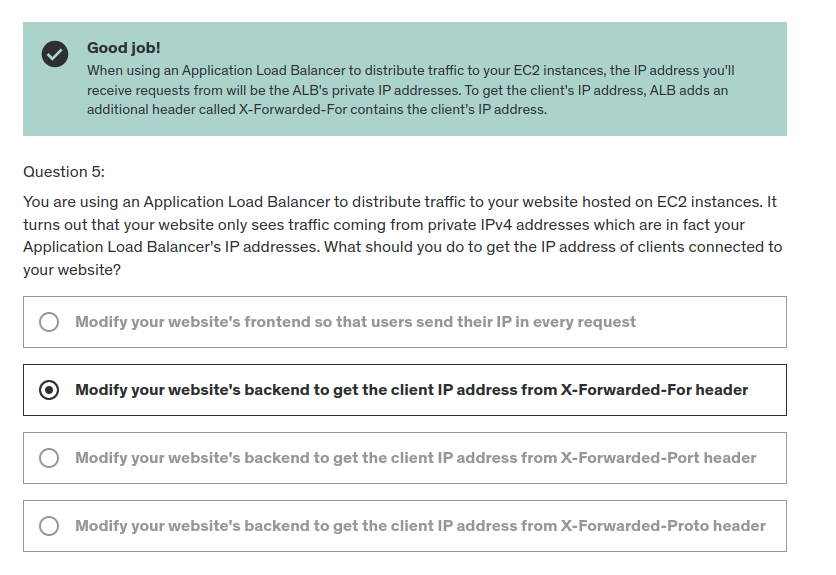 Good job!
When using an Application Load Balancer to distribute traffic to your EC2 instances, the IP address you'll
receive requests from will be the ALB's private IP addresses. To get the client's IP address, ALB adds an
additional header called X-Forwarded-For contains the client's IP address.
Question 5:
You are using an Application Load Balancer to distribute traffic to your website hosted on EC2 instances. It
turns out that your website only sees traffic coming from private IPv4 addresses which are in fact your
Application Load Balancer's IP addresses. What should you do to get the IP address of clients connected to
your website?
Modify your website's frontend so that users send their IP in every request
Modify your website's backend to get the client IP address from X-Forwarded-For header
Modify your website's backend to get the client IP address from X-Forwarded-Port header
Modify your website's backend to get the client IP address from X-Forwarded-Proto header